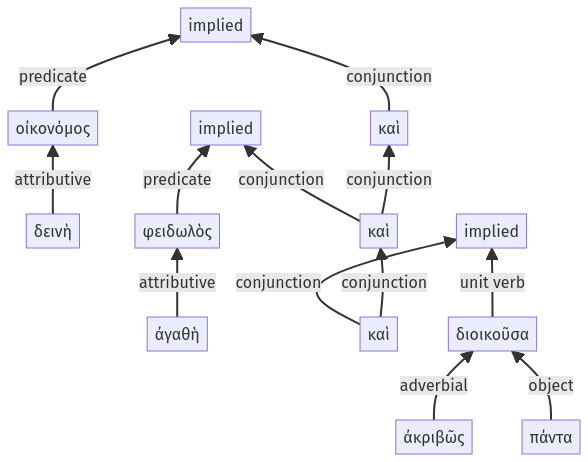 implied
predicate conjunction
οἰκονόμος implied καὶ
attributive predicate conjunction conjunction
δεινὴ φειδωλὸς καὶ implied
attributive conjunction conjunction unit verb
ἀγαθὴ καὶ διοικοῦσα
adverbial object
ἀκριβῶς πάντα